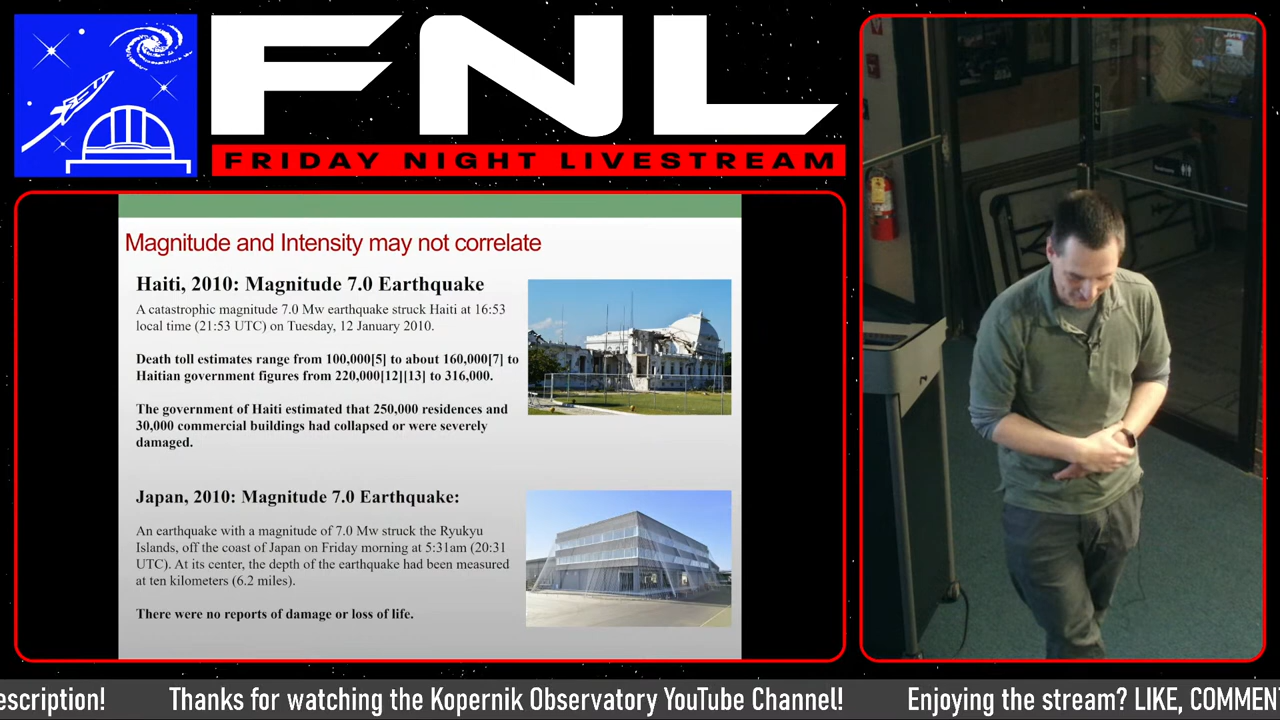 FNL
FRIDAY NIGHT LIVESTREAM
Magnitude and Intensity may not correlate
Haiti, 2010: Magnitude 7.0 Earthquake
A catastrophic magnitude 7.0 Mw earthquake struck Haiti at 16:53
local time (21:53 UTC) on Tuesday, 12 January 2010.
Death toll estimates range from 100,000[5] to about 160,000[7] to
Haitian government figures from 220,000[12][13] to 316,000.
The government of Haiti estimated that 250,000 residences and
30,000 commercial buildings had collapsed or were severely
damaged.
Japan, 2010: Magnitude 7.0 Earthquake:
An earthquake with a magnitude of 7.0 Mw struck the Ryukyu
Islands, off the coast of Japan on Friday morning at 5:31am (20:31
UTC). At its center, the depth of the earthquake had been measured
at ten kilometers (6.2 miles).
There were no reports of damage or loss of life.
escription! Thanks for watching the Kopernik Observatory YouTube Channel! Enjoying the stream? LIKE, COMMEN